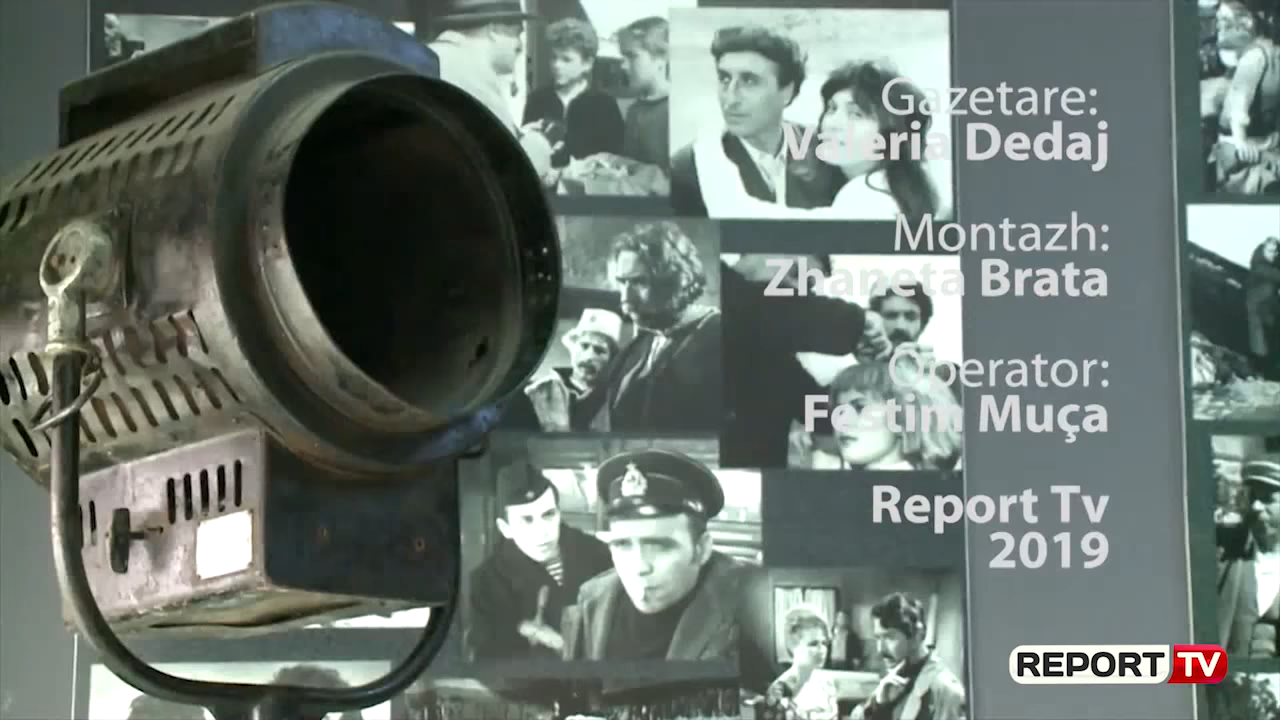 Gazetare:
Valeria Dedaj
Montazh:
Zhaneta Brata
Operator:
Festim Muça
Report Tv
2019
REPORT TV